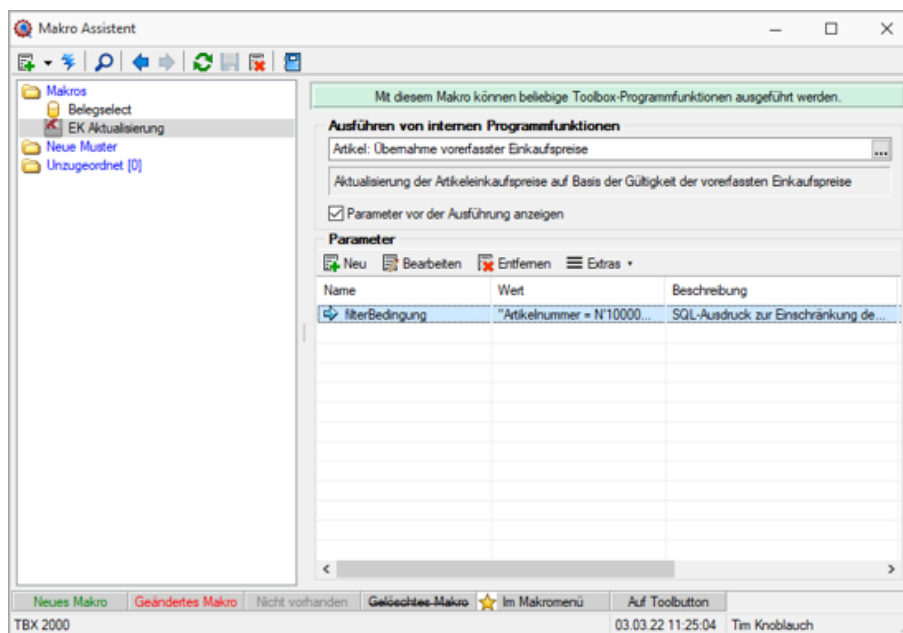 Makro Assistent
Makros
Belegselect
EK Aktualisierung
Neue Muster
Unzugeordnet [0]
Mit diesem Makro können beliebige Toolbox-Programmfunktionen ausgeführt werden.
Ausführen von internen Programmfunktionen
Artikel: Übernahme vorerfasster Einkaufspreise
...
Aktualisierung der Artikeleinkaufspreise auf Basis der Gültigkeit der vorerfassten Einkaufspreise
Parameter vor der Ausführung anzeigen
Parameter
Neu Bearbeiten Entfernen Extras
Name Wert Beschreibung
filterBedingung "Artikelnummer = N'10000... SQL-Ausdruck zur Einschränkung de...
Neues Makro Geändertes Makro Nicht vorhanden Gelöschtes Makro Im Makromenü Auf Toolbutton
TBX 2000 03.03.22 11:25:04 Tim Knoblauch